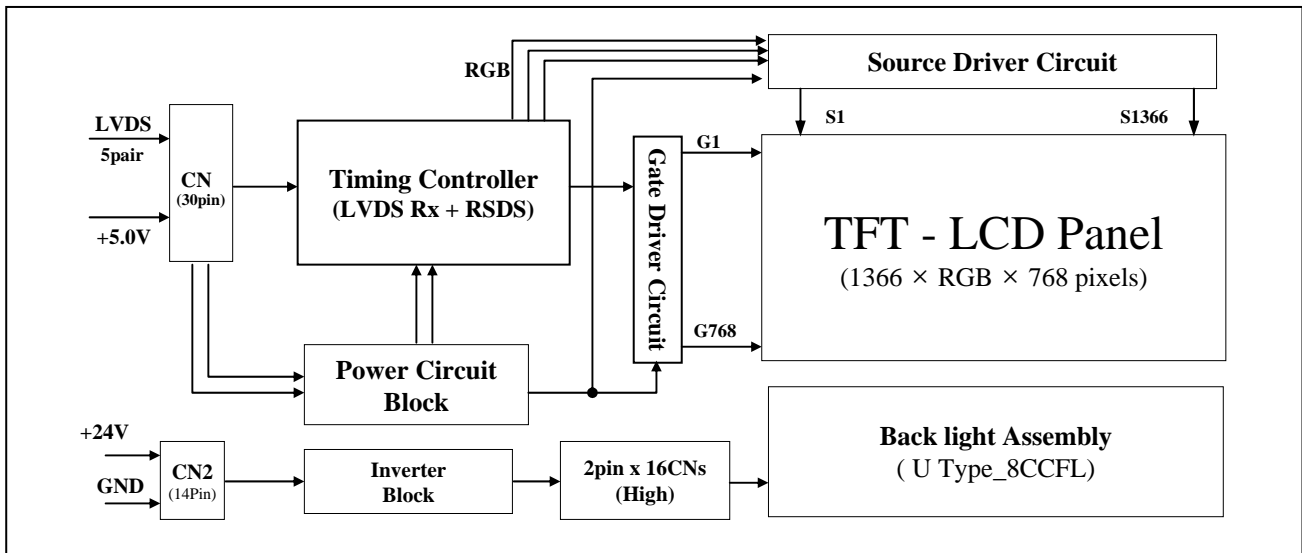 RGB
Source Driver Circuit
S1
S1366
LVDS
5pair
CN
(30pin)
+5.0V
Timing Controller
(LVDS Rx + RSDS)
Gate Driver Circuit
G1
G768
TFT - LCD Panel
(1366 × RGB × 768 pixels)
Power Circuit
Block
+24V
GND
CN2
(14Pin)
Inverter
Block
2pin x 16CNs
(High)
Back light Assembly
( U Type_8CCFL)